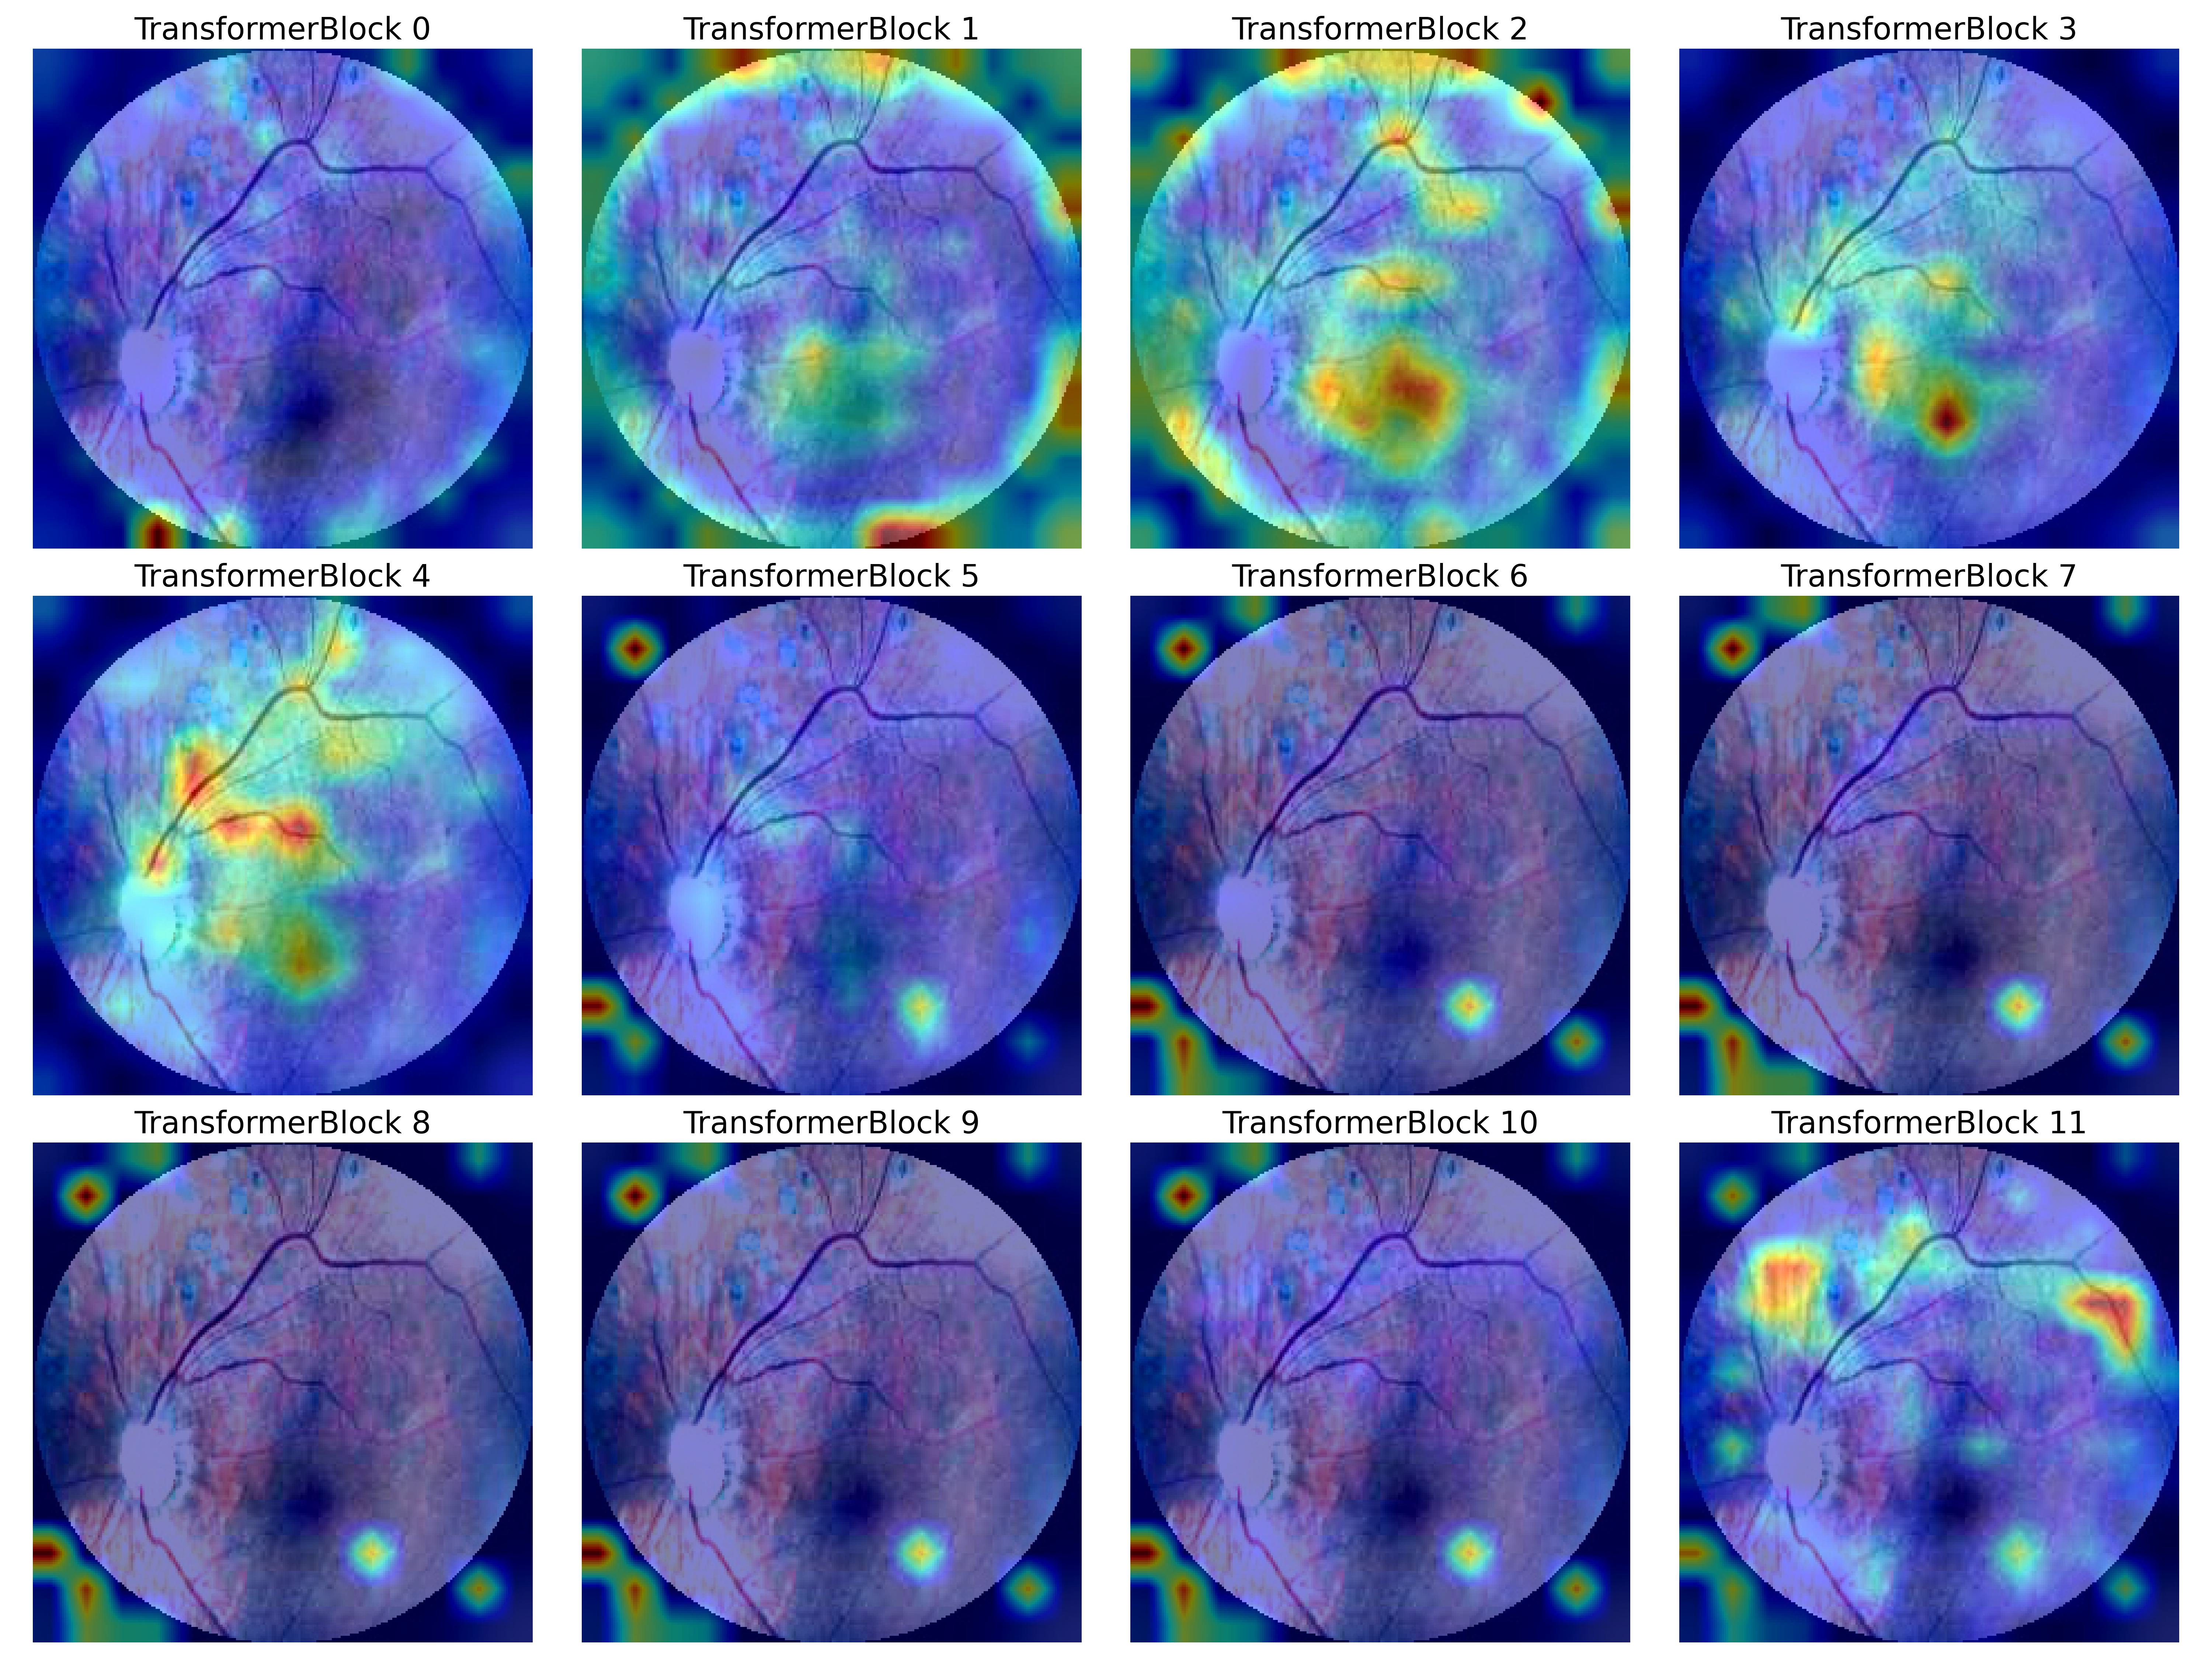 TransformerBlock 0
TransformerBlock 1
TransformerBlock 2
TransformerBlock 3
TransformerBlock 4
TransformerBlock 5
TransformerBlock 6
TransformerBlock 7
TransformerBlock 8
TransformerBlock 9
TransformerBlock 10
TransformerBlock 11